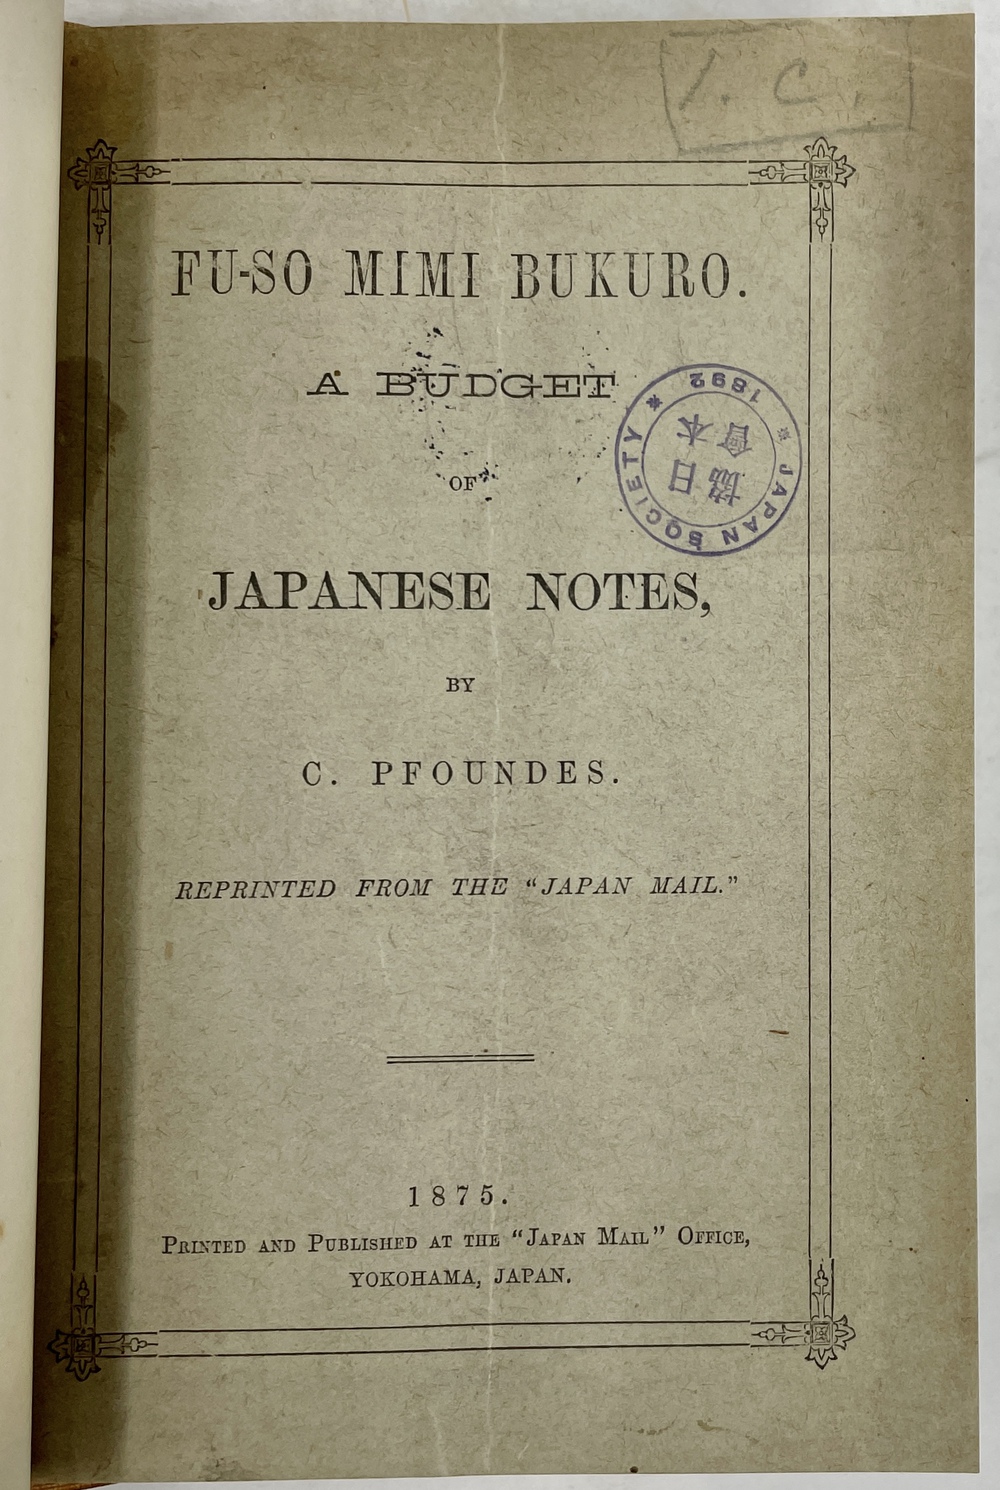 I. C.
FU-SO MIMI BUKURO.
A BUDGET
OF
JAPANESE NOTES,
BY
C. PFOUNDES.
REPRINTED FROM THE "JAPAN MAIL."
1875.
PRINTED AND PUBLISHED AT THE "JAPAN MAIL" OFFICE,
YOKOHAMA, JAPAN.
* JAPAN SOCIETY *
1892
日本
協會